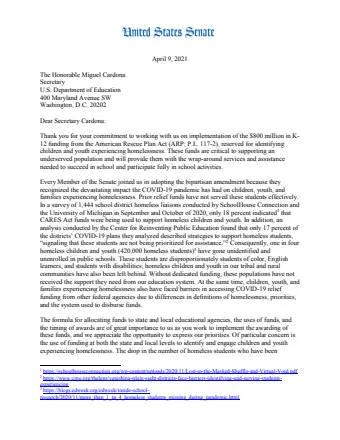 United States Senate
April 9, 2021
The Honorable Miguel Cardona
Secretary
U.S. Department of Education
400 Maryland Avenue SW
Washington, D.C. 20202
Dear Secretary Cardona:
Thank you for your commitment to working with us on implementation of the $800 million in K-
12 funding from the American Rescue Plan Act (ARP; P.L. 117-2), reserved for identifying
children and youth experiencing homelessness. These funds are critical to supporting an
underserved population and will provide them with the wrap-around services and assistance
needed to succeed in school and participate fully in school activities.
Every Member of the Senate joined us in adopting the bipartisan amendment because they
recognized the devastating impact the COVID-19 pandemic has had on children, youth, and
families experiencing homelessness. Prior relief funds have not served these students effectively.
In a survey of 1,444 school district homeless liaisons conducted by SchoolHouse Connection and
the University of Michigan in September and October of 2020, only 18 percent indicated¹ that
CARES Act funds were being used to support homeless children and youth. In addition, an
analysis conducted by the Center for Reinventing Public Education found that only 17 percent of
the districts' COVID-19 plans they analyzed described strategies to support homeless students,
"signaling that these students are not being prioritized for assistance."² Consequently, one in four
homeless children and youth (420,000 homeless students)³ have gone unidentified and
unenrolled in public schools. These students are disproportionately students of color, English
learners, and students with disabilities; homeless children and youth in our tribal and rural
communities have also been left behind. Without dedicated funding, these populations have not
received the support they need from our education system. At the same time, children, youth, and
families experiencing homelessness also have faced barriers in accessing COVID-19 relief
funding from other federal agencies due to differences in definitions of homelessness, priorities,
and the system used to disburse funds.
The formula for allocating funds to state and local educational agencies, the uses of funds, and
the timing of awards are of great importance to us as you work to implement the awarding of
these funds, and we appreciate the opportunity to express our priorities. Of particular concern is
the use of funding at both the state and local levels to identify and engage children and youth
experiencing homelessness. The drop in the number of homeless students who have been